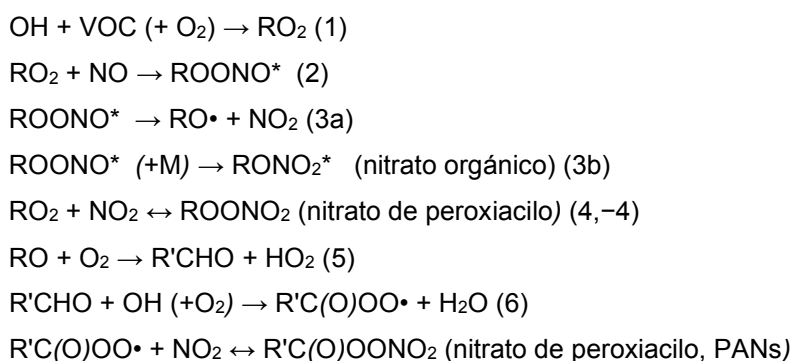 OH + VOC (+ O₂) → RO₂ (1)
RO₂ + NO → ROONO* (2)
ROONO* → RO• + NO₂ (3a)
ROONO* (+M) → RONO₂* (nitrato orgánico) (3b)
RO₂ + NO₂ ↔ ROONO₂ (nitrato de peroxiacilo) (4,−4)
RO + O₂ → R'CHO + HO₂ (5)
R'CHO + OH (+O₂) → R'C(O)OO• + H₂O (6)
R'C(O)OO• + NO₂ ↔ R'C(O)OONO₂ (nitrato de peroxiacilo, PANs)